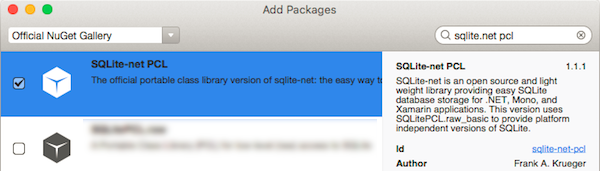 Add Packages
Official NuGet Gallery
sqlite.net pcl
SQLite-net PCL
The official portable class library version of sqlite-net: the easy way to
SQLite-net PCL 1.1.1
SQLite-net is an open source and light
weight library providing easy SQLite
database storage for .NET, Mono, and
Xamarin applications. This version uses
SQLitePCL.raw_basic to provide platform
independent versions of SQLite.
Id sqlite-net-pcl
Author Frank A. Krueger